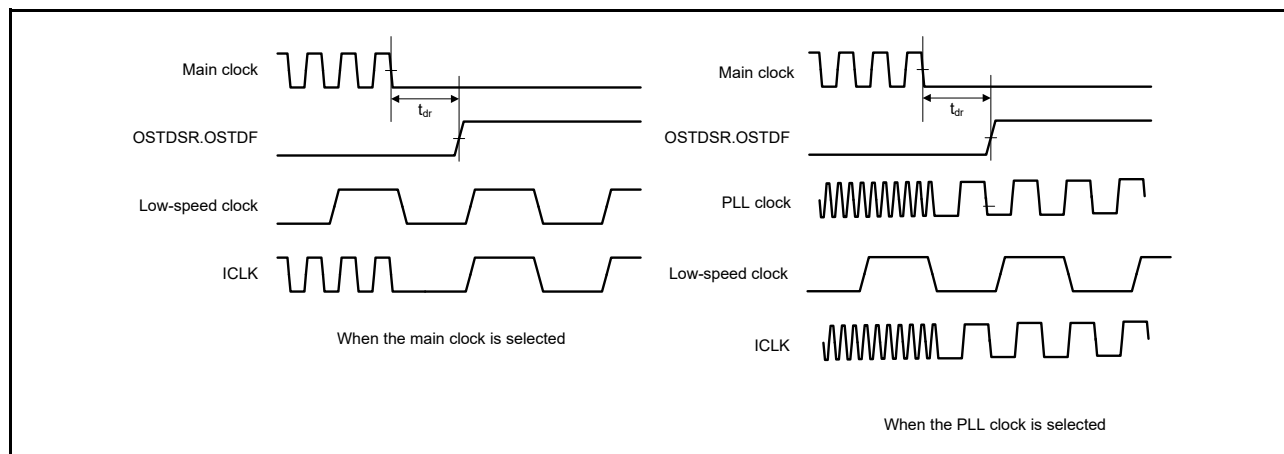 Main clock
tdr
OSTDSR.OSTDF
Low-speed clock
ICLK
When the main clock is selected
Main clock
tdr
OSTDSR.OSTDF
PLL clock
Low-speed clock
ICLK
When the PLL clock is selected